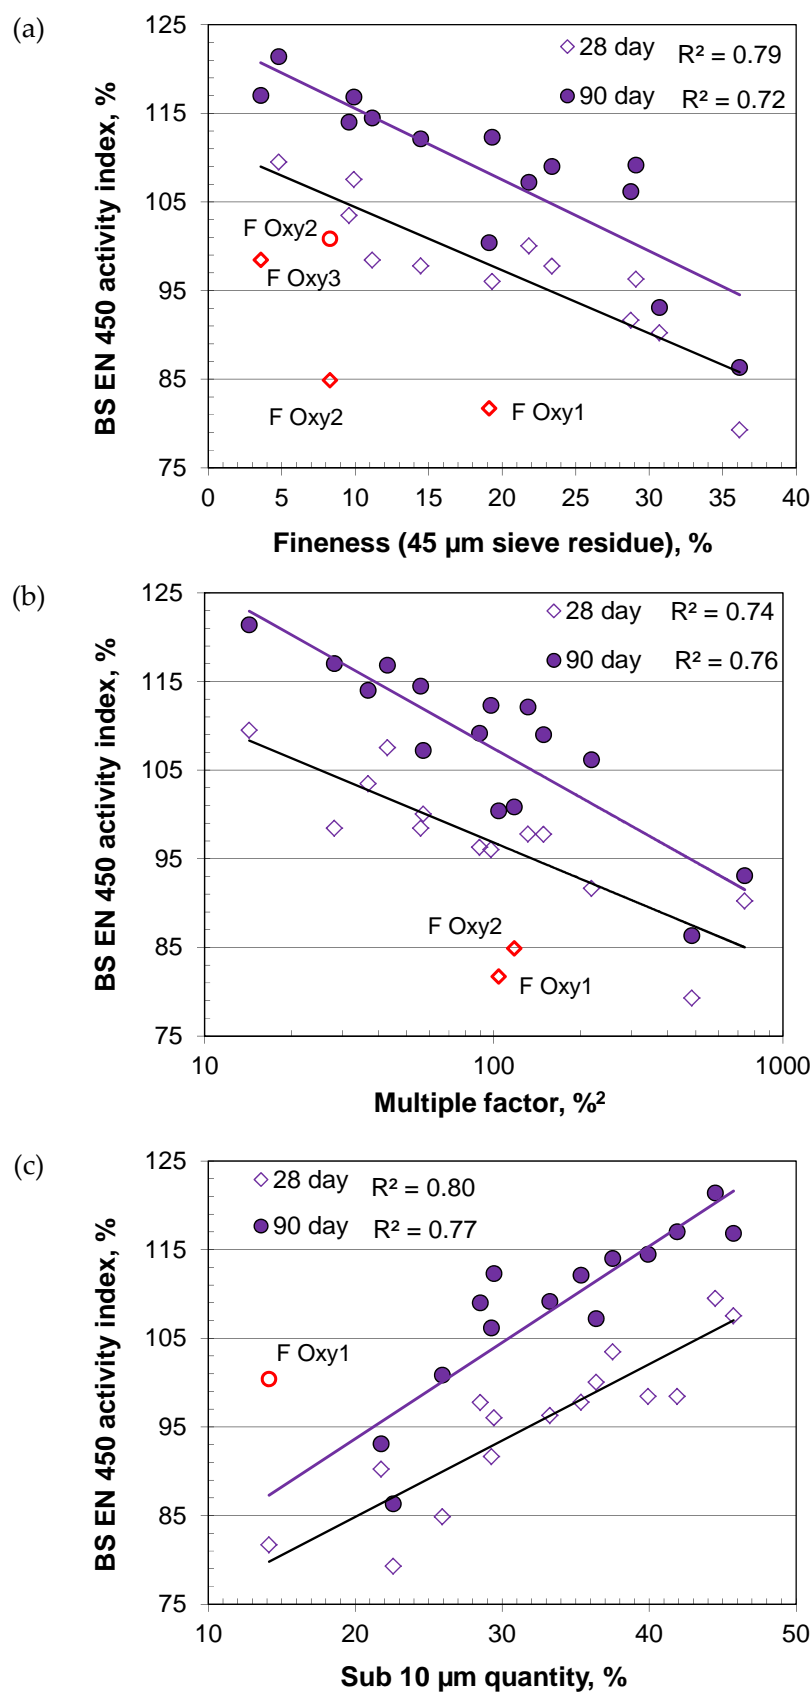 (a)
BS EN 450 activity index, %
125
115
105
95
85
75
28 day R² = 0.79
90 day R² = 0.72
F Oxy2
F Oxy3
F Oxy2
F Oxy1
0 5 10 15 20 25 30 35 40
Fineness (45 µm sieve residue), %
(b)
BS EN 450 activity index, %
125
115
105
95
85
75
28 day R² = 0.74
90 day R² = 0.76
F Oxy2
F Oxy1
10 100 1000
Multiple factor, %²
(c)
BS EN 450 activity index, %
125
115
105
95
85
75
28 day R² = 0.80
90 day R² = 0.77
F Oxy1
10 20 30 40 50
Sub 10 µm quantity, %